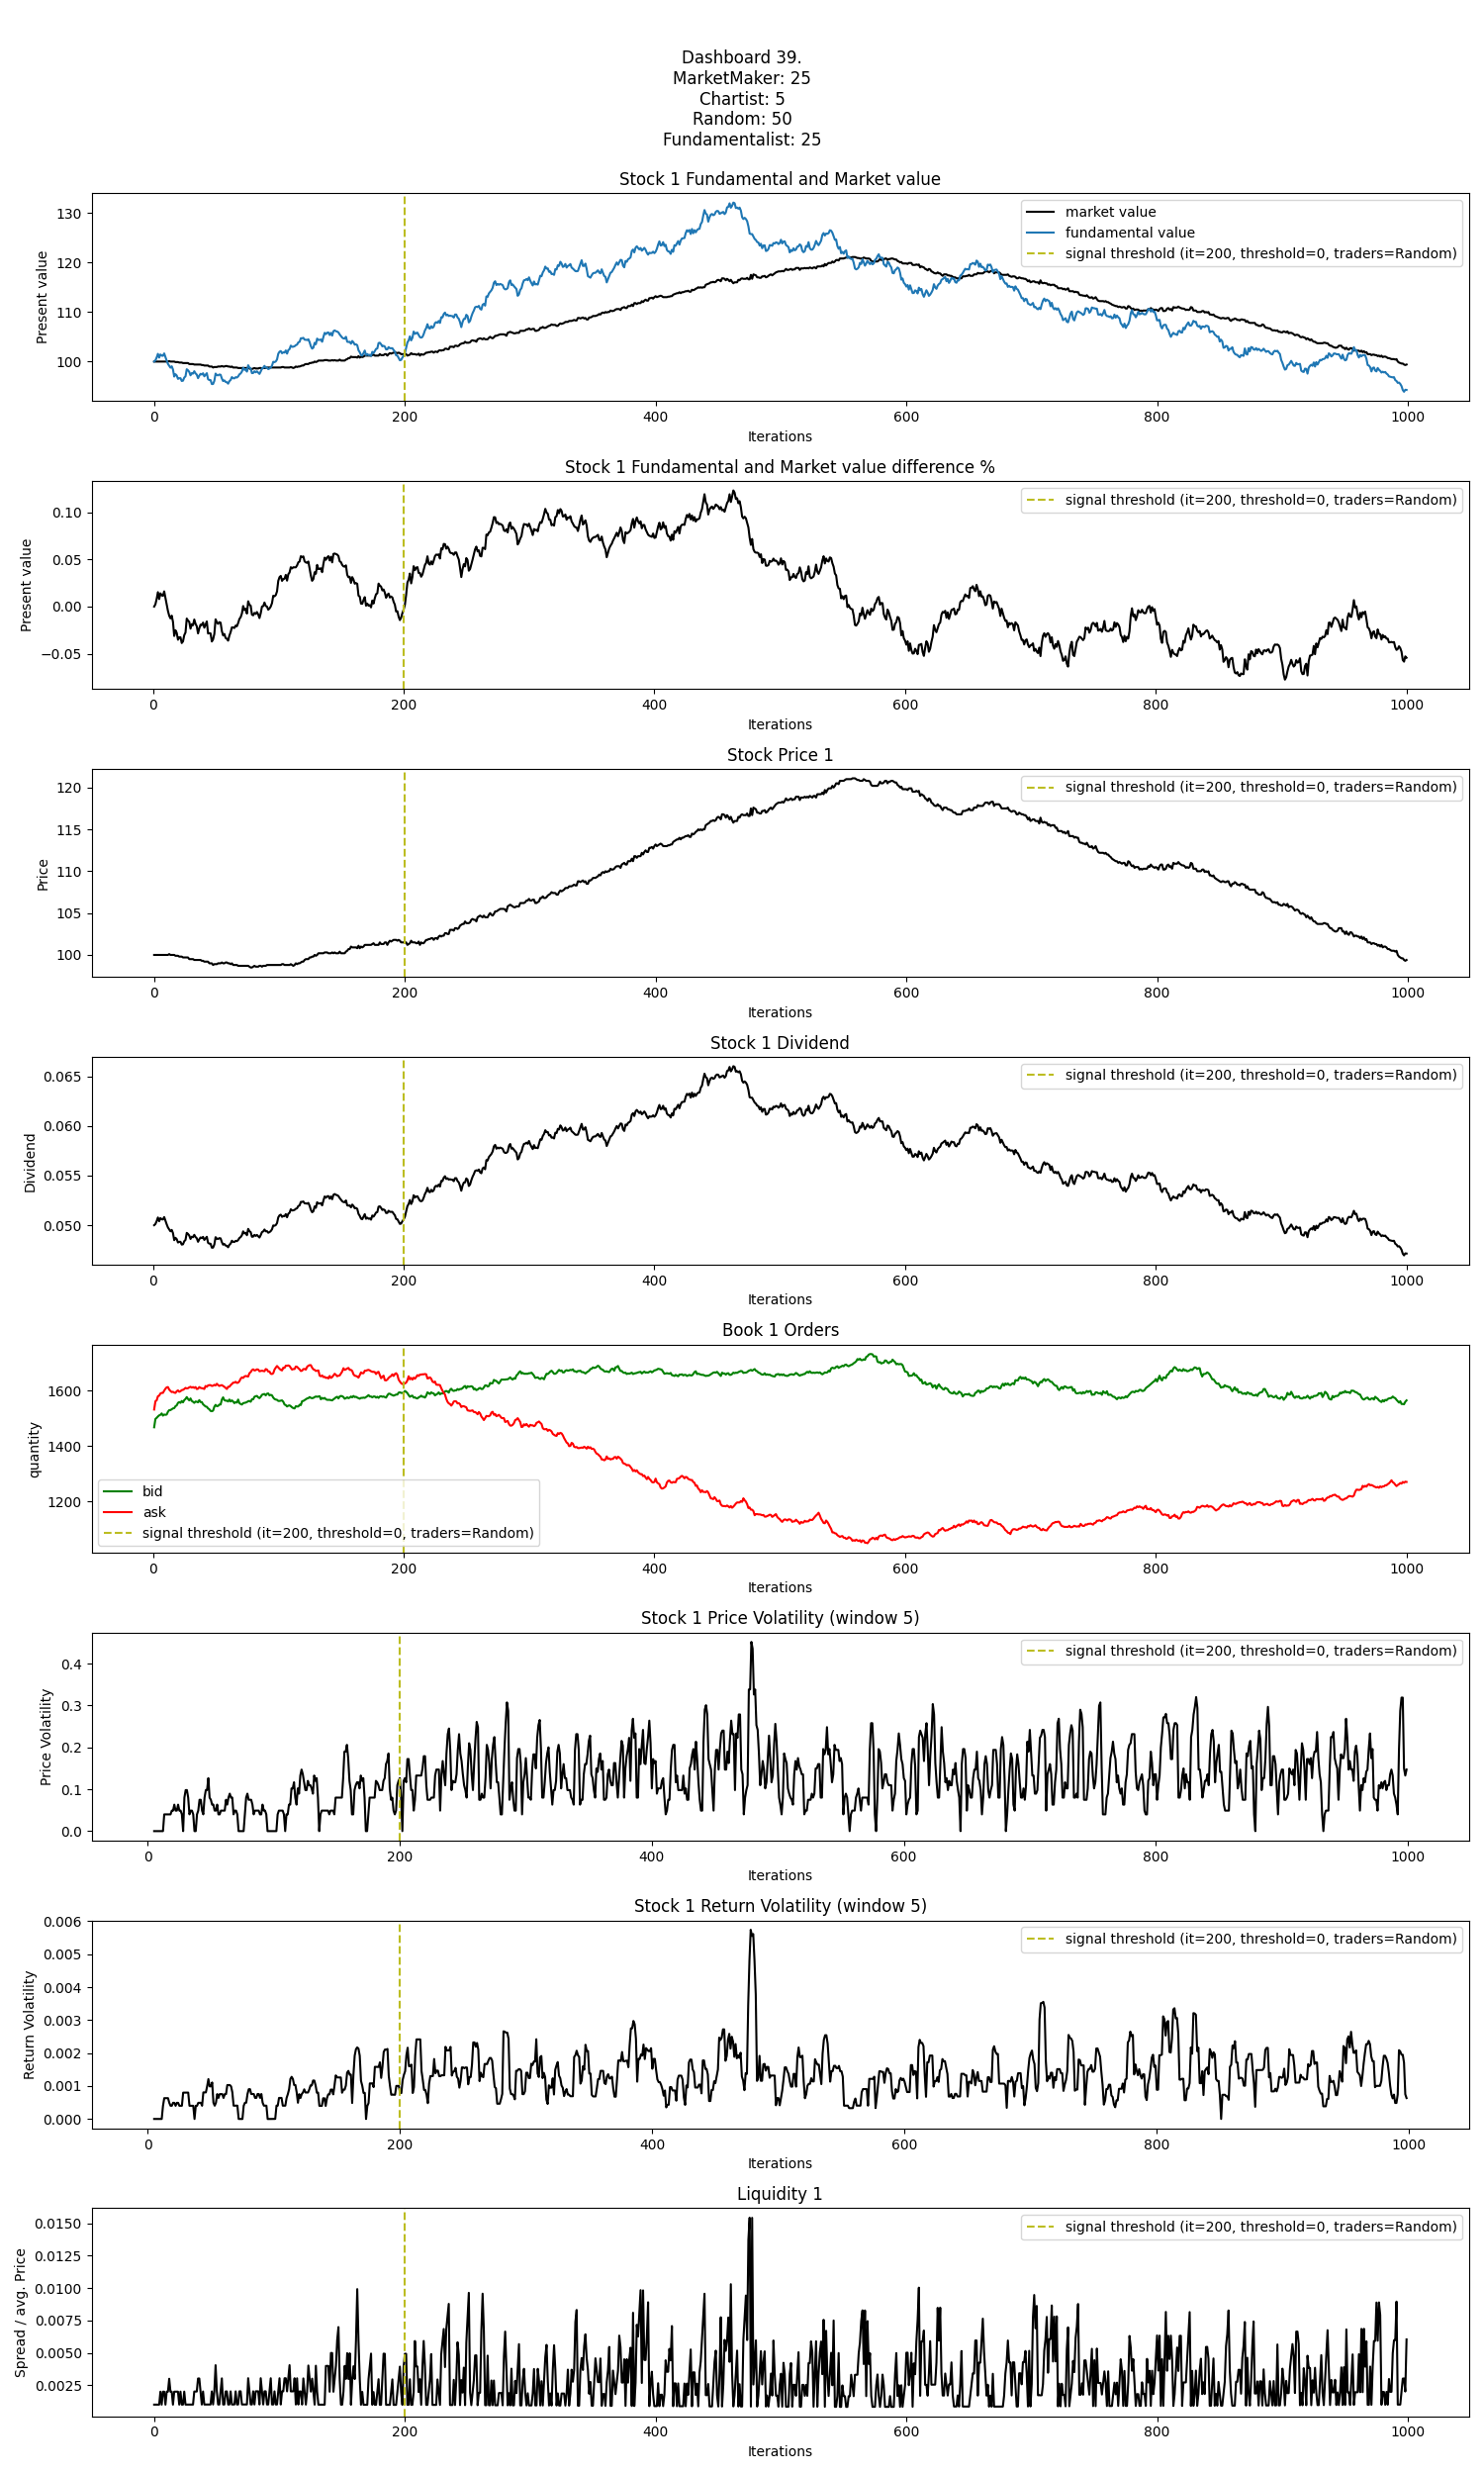 Dashboard 39.
MarketMaker: 25
Chartist: 5
Random: 50
Fundamentalist: 25
Stock 1 Fundamental and Market value
market value
fundamental value
signal threshold (it=200, threshold=0, traders=Random)
Present value
130
120
110
100
0 200 400 600 800 1000
Iterations
Stock 1 Fundamental and Market value difference %
signal threshold (it=200, threshold=0, traders=Random)
Present value
0.10
0.05
0.00
−0.05
0 200 400 600 800 1000
Iterations
Stock Price 1
signal threshold (it=200, threshold=0, traders=Random)
Price
120
115
110
105
100
0 200 400 600 800 1000
Iterations
Stock 1 Dividend
signal threshold (it=200, threshold=0, traders=Random)
Dividend
0.065
0.060
0.055
0.050
0 200 400 600 800 1000
Iterations
Book 1 Orders
quantity
1600
1400
1200
bid
ask
signal threshold (it=200, threshold=0, traders=Random)
0 200 400 600 800 1000
Iterations
Stock 1 Price Volatility (window 5)
signal threshold (it=200, threshold=0, traders=Random)
Price Volatility
0.4
0.3
0.2
0.1
0.0
0 200 400 600 800 1000
Iterations
Stock 1 Return Volatility (window 5)
signal threshold (it=200, threshold=0, traders=Random)
Return Volatility
0.006
0.005
0.004
0.003
0.002
0.001
0.000
0 200 400 600 800 1000
Iterations
Liquidity 1
signal threshold (it=200, threshold=0, traders=Random)
Spread / avg. Price
0.0150
0.0125
0.0100
0.0075
0.0050
0.0025
0 200 400 600 800 1000
Iterations